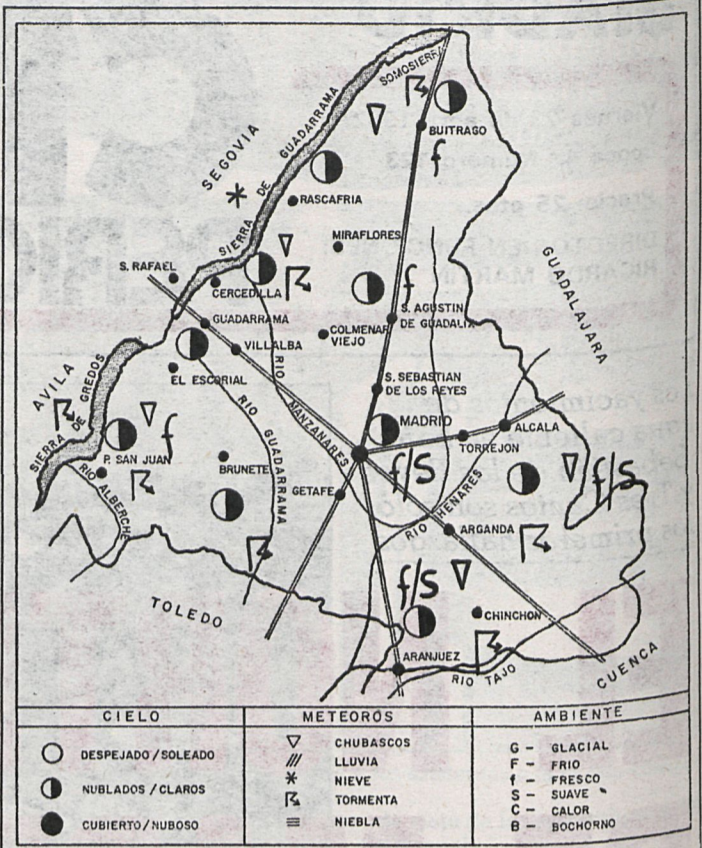 SOMOSIERRA
BUITRAGO
f
SEGOVIA
SIERRA DE GUADARRAMA
RASCAFRIA
MIRAFLORES
S. RAFAEL
CERCEDILLA
f
S. AGUSTIN
DE GUADALIX
GUADALAJARA
GUADARRAMA
COLMENAR
VIEJO
VILLALBA
EL ESCORIAL
AVILA
SIERRA DE GREDOS
RIO MANZANARES
RIO GUADARRAMA
S. SEBASTIAN
DE LOS REYES
MADRID
ALCALA
TORREJON
f
P. SAN JUAN
RIO ALBERCHE
BRUNETE
GETAFE
f/S
RIO HENARES
f/S
ARGANDA
f/S
TOLEDO
CHINCHON
ARANJUEZ
RIO TAJO
CUENCA
CIELO
DESPEJADO/SOLEADO
NUBLADOS/CLAROS
CUBIERTO/NUBOSO
METEOROS
CHUBASCOS
LLUVIA
NIEVE
TORMENTA
NIEBLA
AMBIENTE
G - GLACIAL
F - FRIO
f - FRESCO
S - SUAVE
C - CALOR
B - BOCHORNO